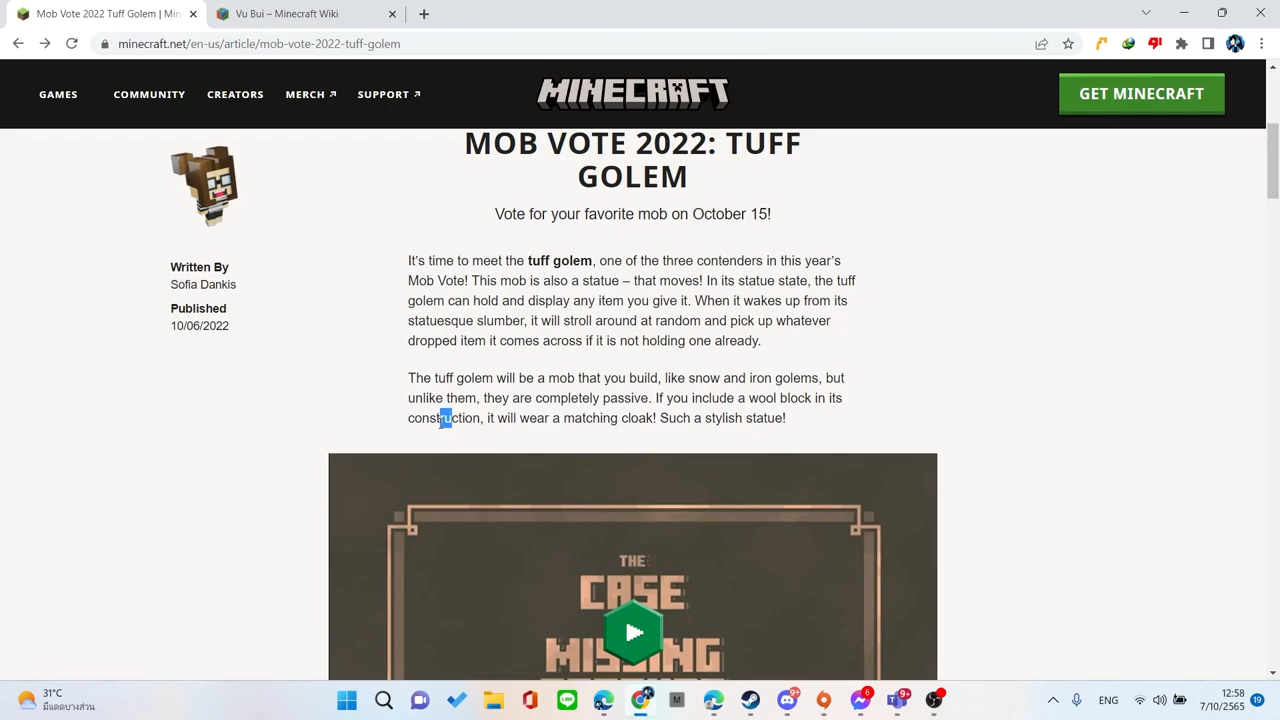 Mob Vote 2022 Tuff Golem | Min
Vu Bui – Minecraft Wiki
minecraft.net/en-us/article/mob-vote-2022-tuff-golem
GAMES
COMMUNITY
CREATORS
MERCH
SUPPORT
MINECRAFT
GET MINECRAFT
MOB VOTE 2022: TUFF
GOLEM
Vote for your favorite mob on October 15!
Written By
Sofia Dankis
Published
10/06/2022
It's time to meet the tuff golem, one of the three contenders in this year's
Mob Vote! This mob is also a statue – that moves! In its statue state, the tuff
golem can hold and display any item you give it. When it wakes up from its
statuesque slumber, it will stroll around at random and pick up whatever
dropped item it comes across if it is not holding one already.
The tuff golem will be a mob that you build, like snow and iron golems, but
unlike them, they are completely passive. If you include a wool block in its
construction, it will wear a matching cloak! Such a stylish statue!
THE
CASE
MISSING
31°C
มีแดดบางส่วน
LINE
M
9+
6
9+
ENG
12:58
7/10/2565
19